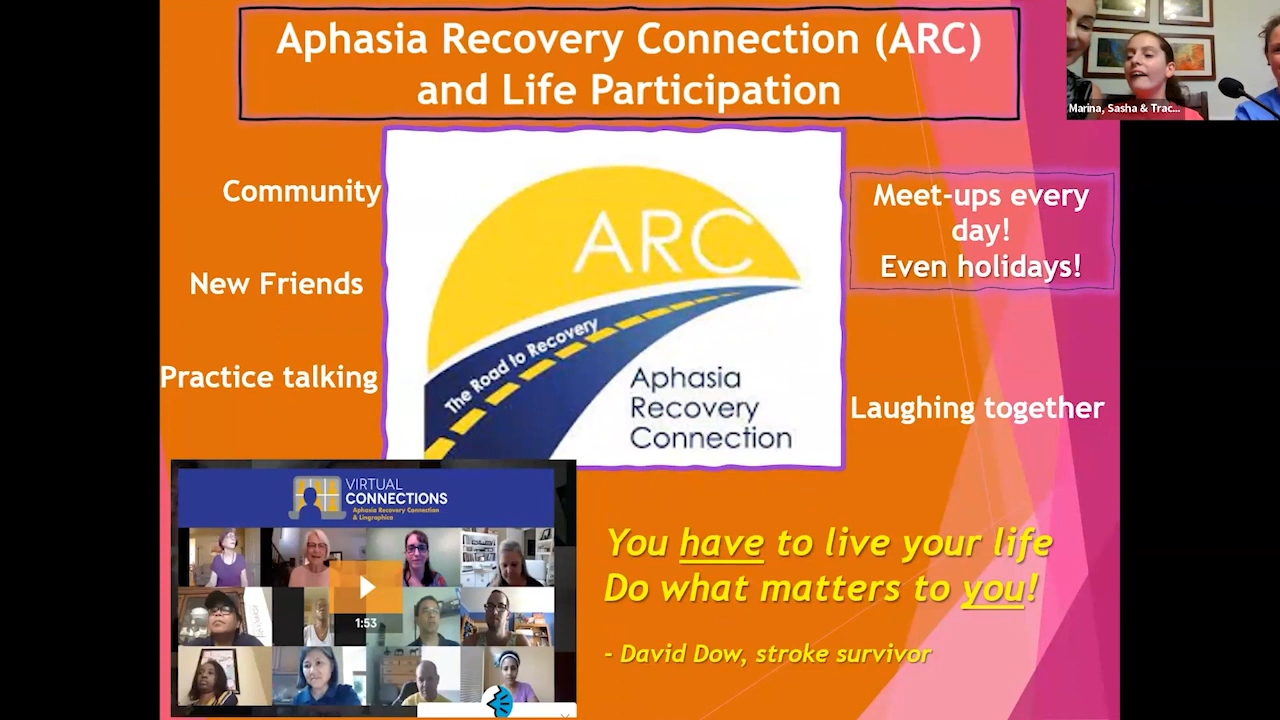 Aphasia Recovery Connection (ARC)
and Life Participation
Marina, Sasha & Trac...
Community
New Friends
Practice talking
ARC
The Road to Recovery
Aphasia
Recovery
Connection
Meet-ups every
day!
Even holidays!
Laughing together
VIRTUAL
CONNECTIONS
Aphasia Recovery Connection
& Lingraphica
1:53
You have to live your life
Do what matters to you!
- David Dow, stroke survivor